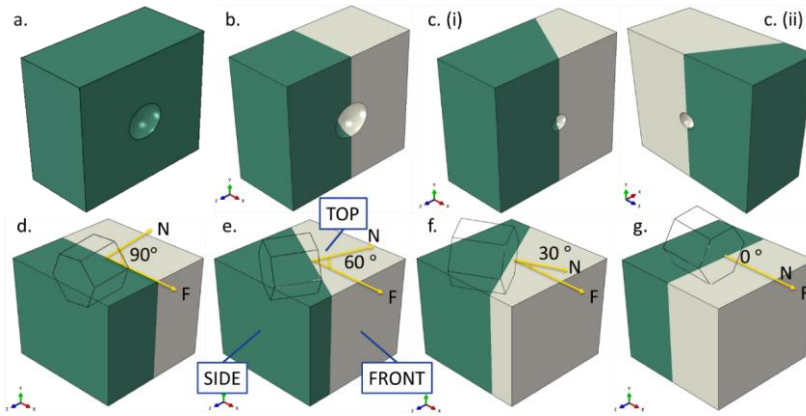 a.
b.
c. (i)
c. (ii)
d.
N
90°
F
e.
TOP
N
60°
F
SIDE
FRONT
f.
30°
N
F
g.
0°
N
F